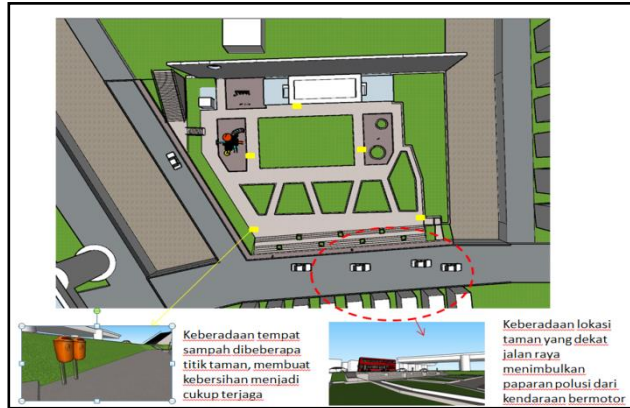 Keberadaan tempat
sampah dibeberapa
titik taman, membuat
kebersihan menjadi
cukup terjaga
Keberadaan lokasi
taman yang dekat
jalan raya
menimbulkan
paparan polusi dari
kendaraan bermotor